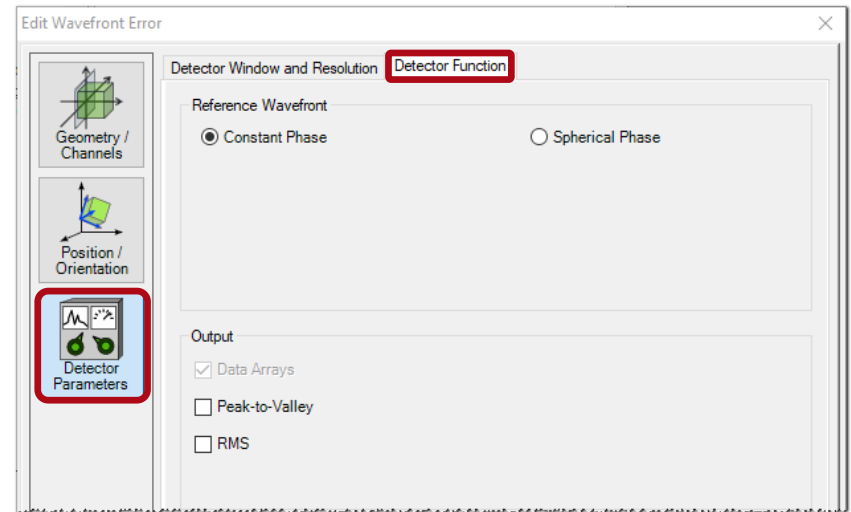 Edit Wavefront Error
Geometry /
Channels
Position /
Orientation
Detector
Parameters
Detector Window and Resolution
Detector Function
Reference Wavefront
Constant Phase
Spherical Phase
Output
Data Arrays
Peak-to-Valley
RMS